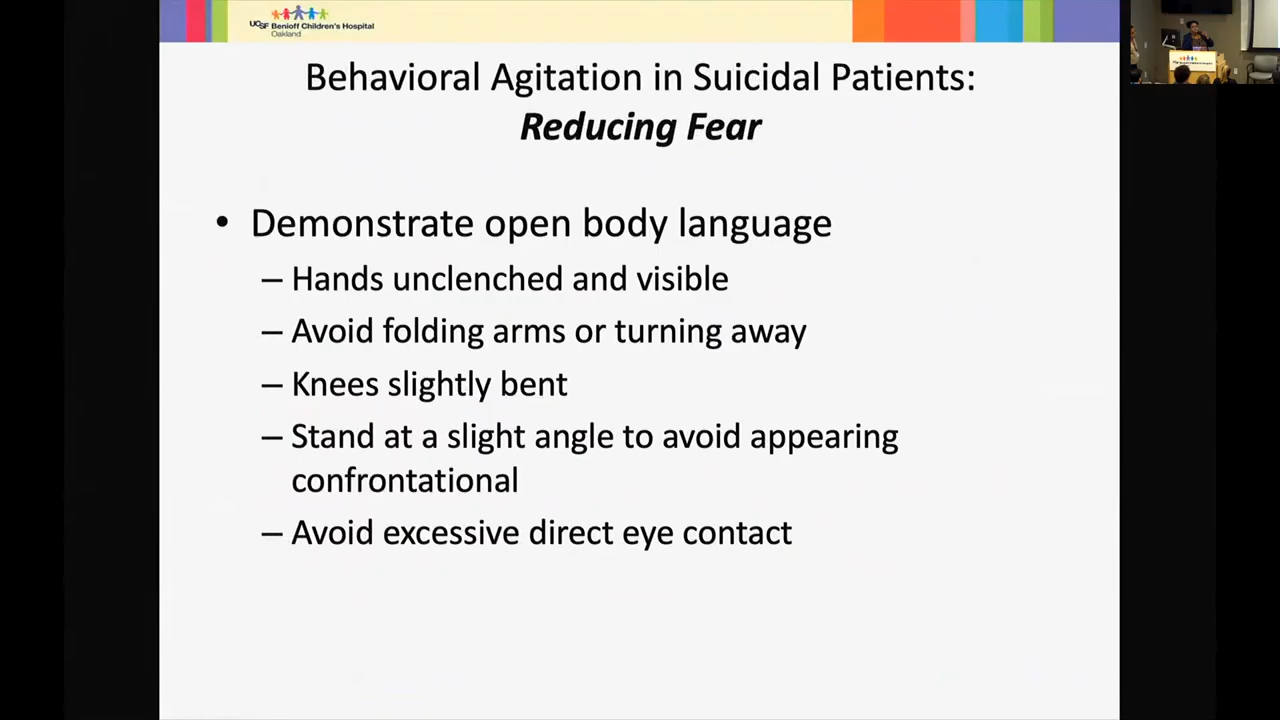 UCSF Benioff Children's Hospital
Oakland
Behavioral Agitation in Suicidal Patients:
Reducing Fear
• Demonstrate open body language
– Hands unclenched and visible
– Avoid folding arms or turning away
– Knees slightly bent
– Stand at a slight angle to avoid appearing
confrontational
– Avoid excessive direct eye contact